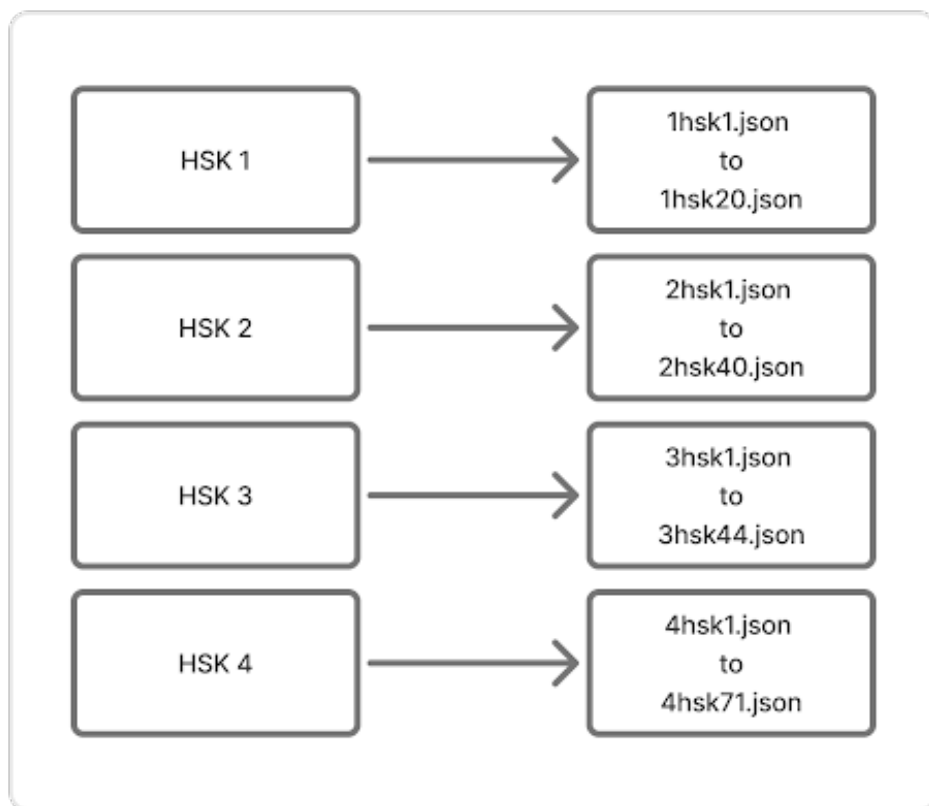 HSK 1
1hsk1.json
to
1hsk20.json
HSK 2
2hsk1.json
to
2hsk40.json
HSK 3
3hsk1.json
to
3hsk44.json
HSK 4
4hsk1.json
to
4hsk71.json